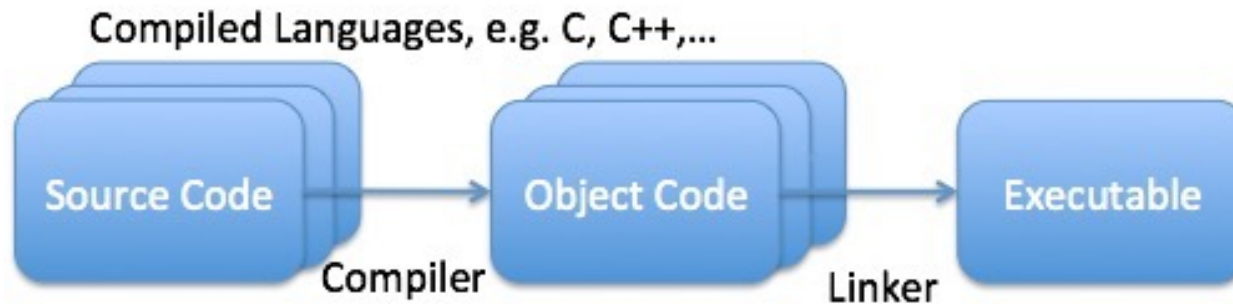 Compiled Languages, e.g. C, C++,...
Source Code
Object Code
Executable
Compiler
Linker